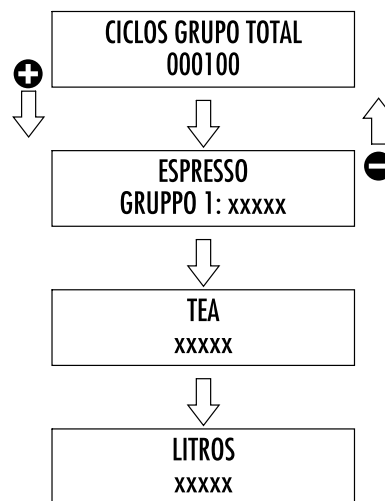 CICLOS GRUPO TOTAL
000100
ESPRESSO
GRUPPO 1: xxxxx
TEA
xxxxx
LITROS
xxxxx